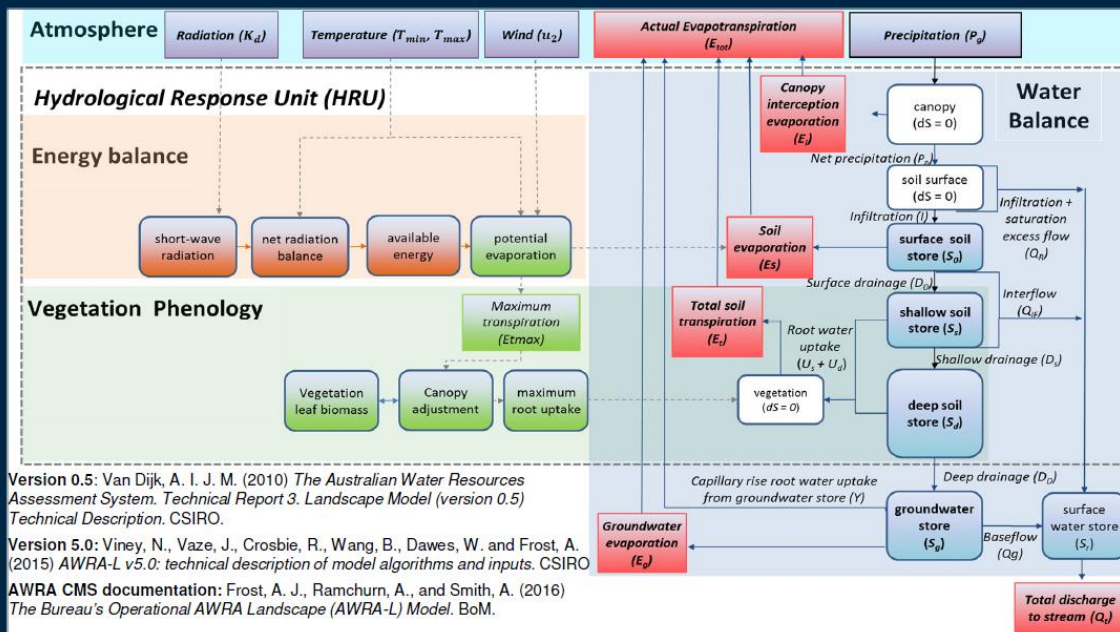 Atmosphere
Radiation (K_d)
Temperature (T_min, T_max)
Wind (u_2)
Actual Evapotranspiration
(E_tot)
Precipitation (P_g)
Hydrological Response Unit (HRU)
Canopy
interception
evaporation
(E_i)
canopy
(dS = 0)
Water
Balance
Energy balance
Net precipitation (P_n)
soil surface
(dS = 0)
Infiltration +
saturation
excess flow
(Q_R)
Infiltration (I)
short-wave
radiation
net radiation
balance
available
energy
potential
evaporation
Soil
evaporation
(Es)
surface soil
store (S_0)
Surface drainage (D_0)
Vegetation Phenology
Maximum
transpiration
(Etmax)
Total soil
transpiration
(E_t)
Root water
uptake
(U_s + U_d)
shallow soil
store (S_s)
Interflow
(Q_IF)
Shallow drainage (D_s)
Vegetation
leaf biomass
Canopy
adjustment
maximum
root uptake
vegetation
(dS = 0)
deep soil
store (S_d)
Version 0.5: Van Dijk, A. I. J. M. (2010) The Australian Water Resources
Assessment System. Technical Report 3. Landscape Model (version 0.5)
Technical Description. CSIRO.
Version 5.0: Viney, N., Vaze, J., Crosbie, R., Wang, B., Dawes, W. and Frost, A.
(2015) AWRA-L v5.0: technical description of model algorithms and inputs. CSIRO
AWRA CMS documentation: Frost, A. J., Ramchurn, A., and Smith, A. (2016)
The Bureau's Operational AWRA Landscape (AWRA-L) Model. BoM.
Capillary rise root water uptake
from groundwater store (Y)
Deep drainage (D_D)
Groundwater
evaporation
(E_g)
groundwater
store
(S_g)
Baseflow
(Qg)
surface
water store
(S_r)
Total discharge
to stream (Q_t)